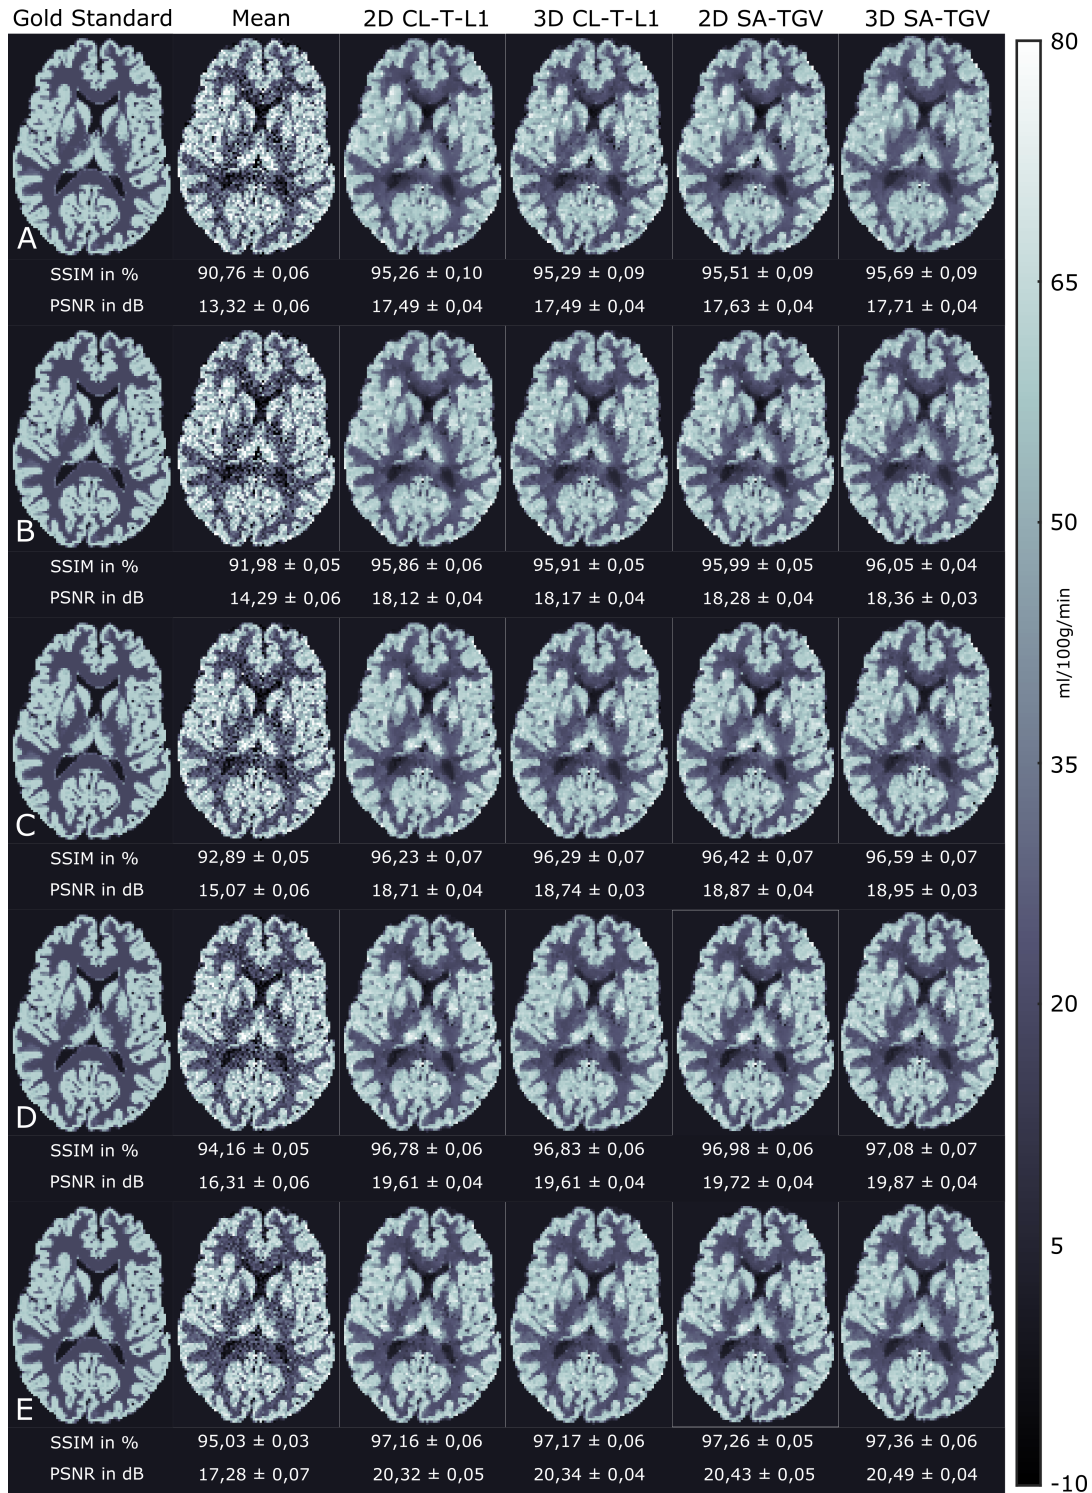 Gold Standard Mean 2D CL-T-L1 3D CL-T-L1 2D SA-TGV 3D SA-TGV
80
A
SSIM in % 90,76 ± 0,06 95,26 ± 0,10 95,29 ± 0,09 95,51 ± 0,09 95,69 ± 0,09
65
PSNR in dB 13,32 ± 0,06 17,49 ± 0,04 17,49 ± 0,04 17,63 ± 0,04 17,71 ± 0,04
50
B
SSIM in % 91,98 ± 0,05 95,86 ± 0,06 95,91 ± 0,05 95,99 ± 0,05 96,05 ± 0,04
PSNR in dB 14,29 ± 0,06 18,12 ± 0,04 18,17 ± 0,04 18,28 ± 0,04 18,36 ± 0,03
ml/100g/min
35
C
SSIM in % 92,89 ± 0,05 96,23 ± 0,07 96,29 ± 0,07 96,42 ± 0,07 96,59 ± 0,07
PSNR in dB 15,07 ± 0,06 18,71 ± 0,04 18,74 ± 0,03 18,87 ± 0,04 18,95 ± 0,03
20
D
SSIM in % 94,16 ± 0,05 96,78 ± 0,06 96,83 ± 0,06 96,98 ± 0,06 97,08 ± 0,07
PSNR in dB 16,31 ± 0,06 19,61 ± 0,04 19,61 ± 0,04 19,72 ± 0,04 19,87 ± 0,04
5
E
SSIM in % 95,03 ± 0,03 97,16 ± 0,06 97,17 ± 0,06 97,26 ± 0,05 97,36 ± 0,06
PSNR in dB 17,28 ± 0,07 20,32 ± 0,05 20,34 ± 0,04 20,43 ± 0,05 20,49 ± 0,04
-10